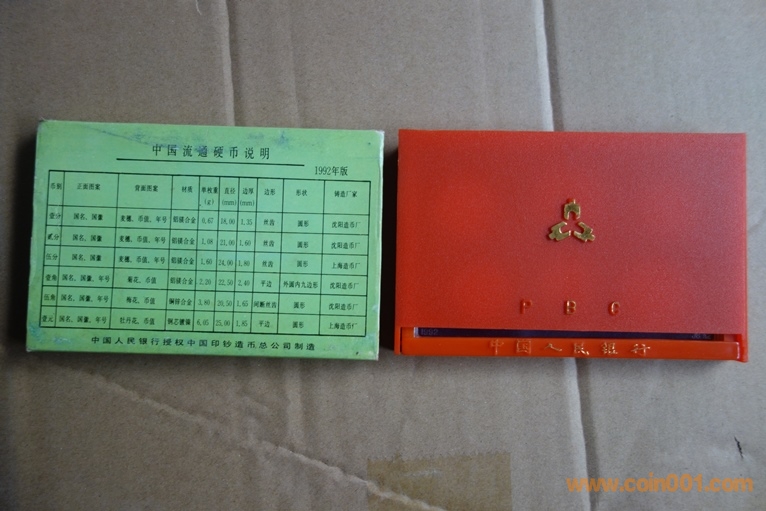 中国流通硬币说明
1992年版
币别 正面图案 背面图案 材质 单枚重(g) 直径(mm) 边厚(mm) 边形 形状 铸造厂家
壹分 国名、国徽 麦穗、币值、年号 铝镁合金 0.67 18.00 1.35 丝齿 圆形 沈阳造币厂
贰分 国名、国徽 麦穗、币值、年号 铝镁合金 1.08 21.00 1.60 丝齿 圆形 沈阳造币厂
伍分 国名、国徽 麦穗、币值、年号 铝镁合金 1.60 24.00 1.80 丝齿 圆形 上海造币厂
壹角 国名、国徽、年号 菊花、币值 铝镁合金 2.20 22.50 2.40 平边 外圆内九边形 沈阳造币厂
伍角 国名、国徽、年号 梅花、币值 铜锌合金 3.80 20.50 1.65 间断丝齿 圆形 沈阳造币厂
壹元 国名、国徽、年号 牡丹花、币值 钢芯镀镍 6.05 25.00 1.85 平边 圆形 上海造币厂
中国人民银行授权中国印钞造币总公司制造
PBC
中国人民银行
www.coin001.com